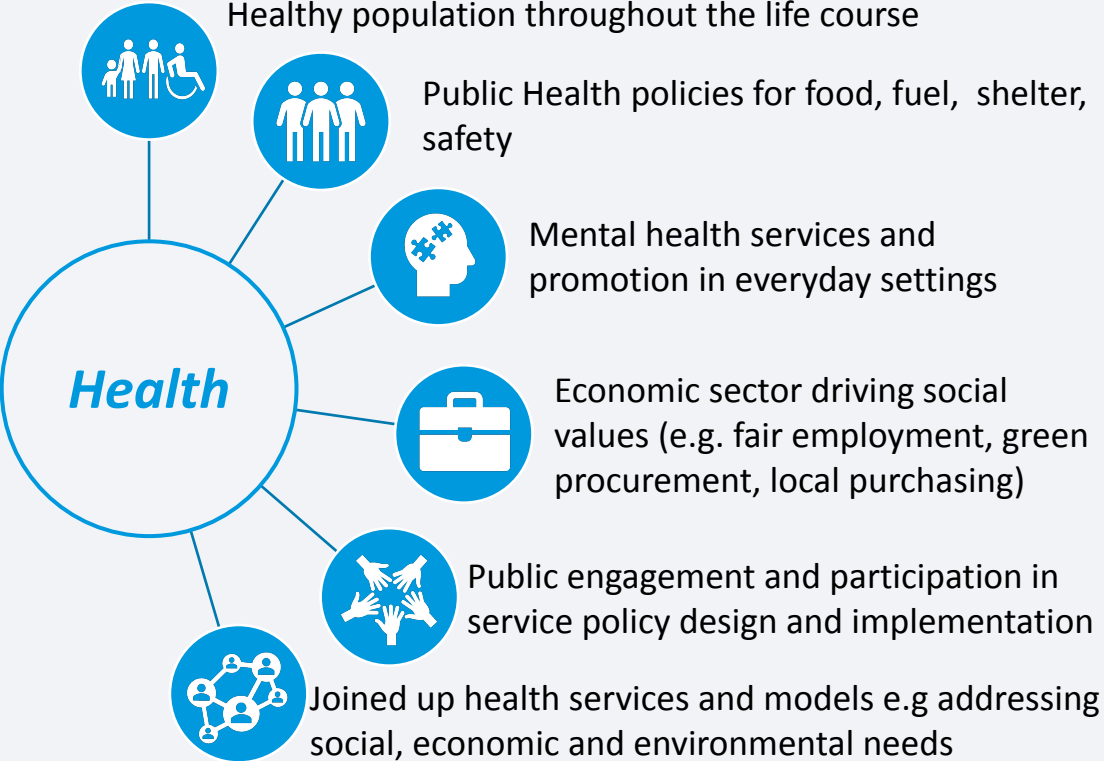 Healthy population throughout the life course
Public Health policies for food, fuel, shelter,
safety
Mental health services and
promotion in everyday settings
Health
Economic sector driving social
values (e.g. fair employment, green
procurement, local purchasing)
Public engagement and participation in
service policy design and implementation
Joined up health services and models e.g addressing
social, economic and environmental needs